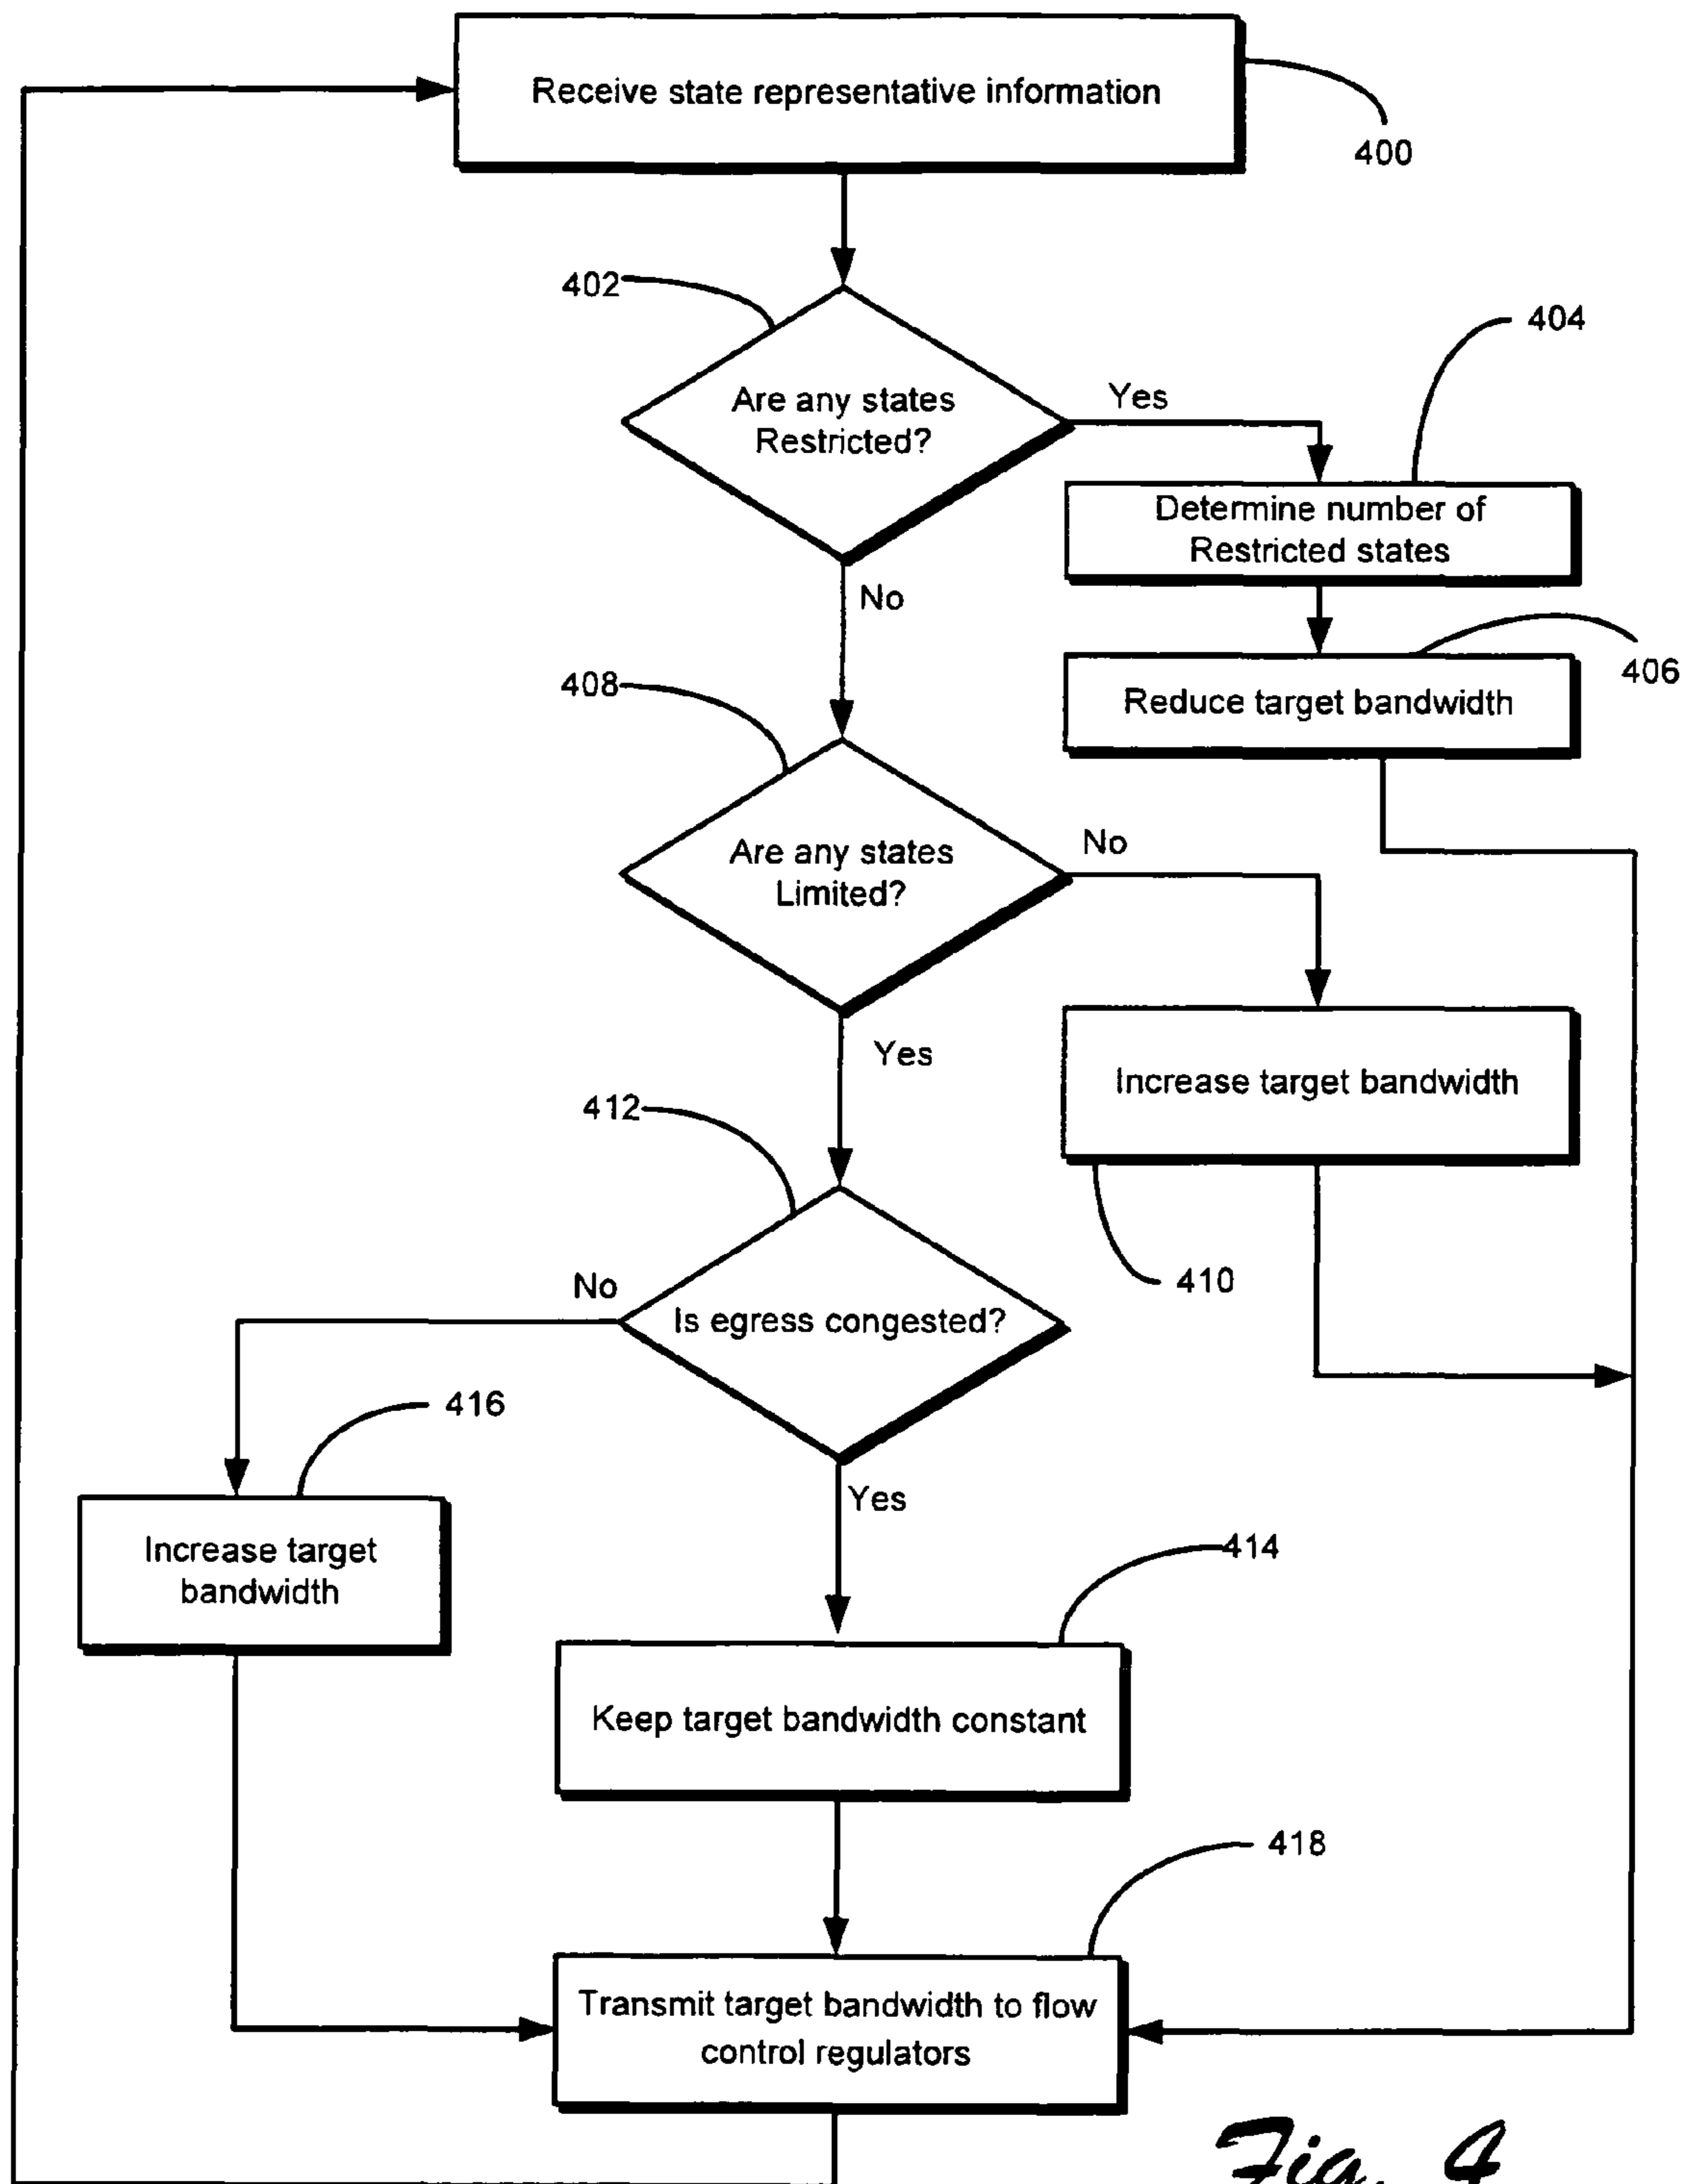 Receive state representative information
400
402
Are any states
Restricted?
Yes
404
Determine number of
Restricted states
No
406
Reduce target bandwidth
408
Are any states
Limited?
No
Yes
Increase target bandwidth
412
410
No
Is egress congested?
416
Yes
Increase target
bandwidth
414
Keep target bandwidth constant
418
Transmit target bandwidth to flow
control regulators
Fig. 4